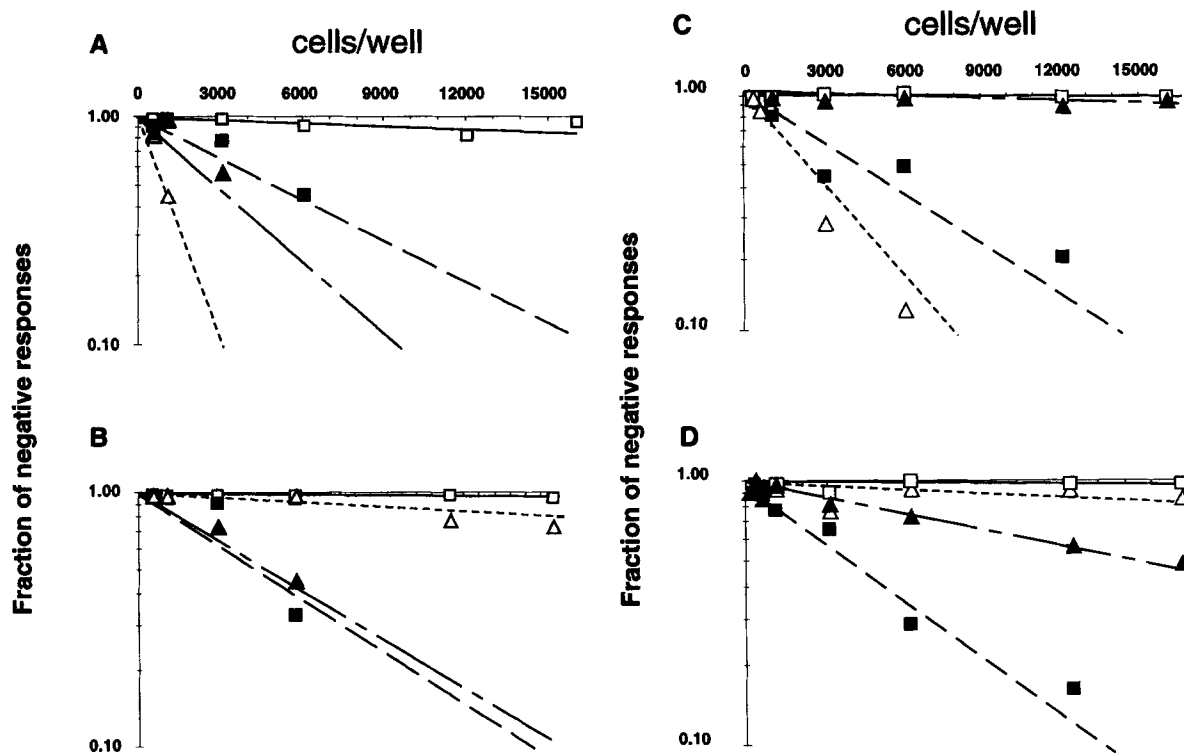 A
cells/well
0 3000 6000 9000 12000 15000
1.00
0.10
B
1.00
0.10
Fraction of negative responses
C
cells/well
0 3000 6000 9000 12000 15000
1.00
0.10
D
1.00
0.10
Fraction of negative responses